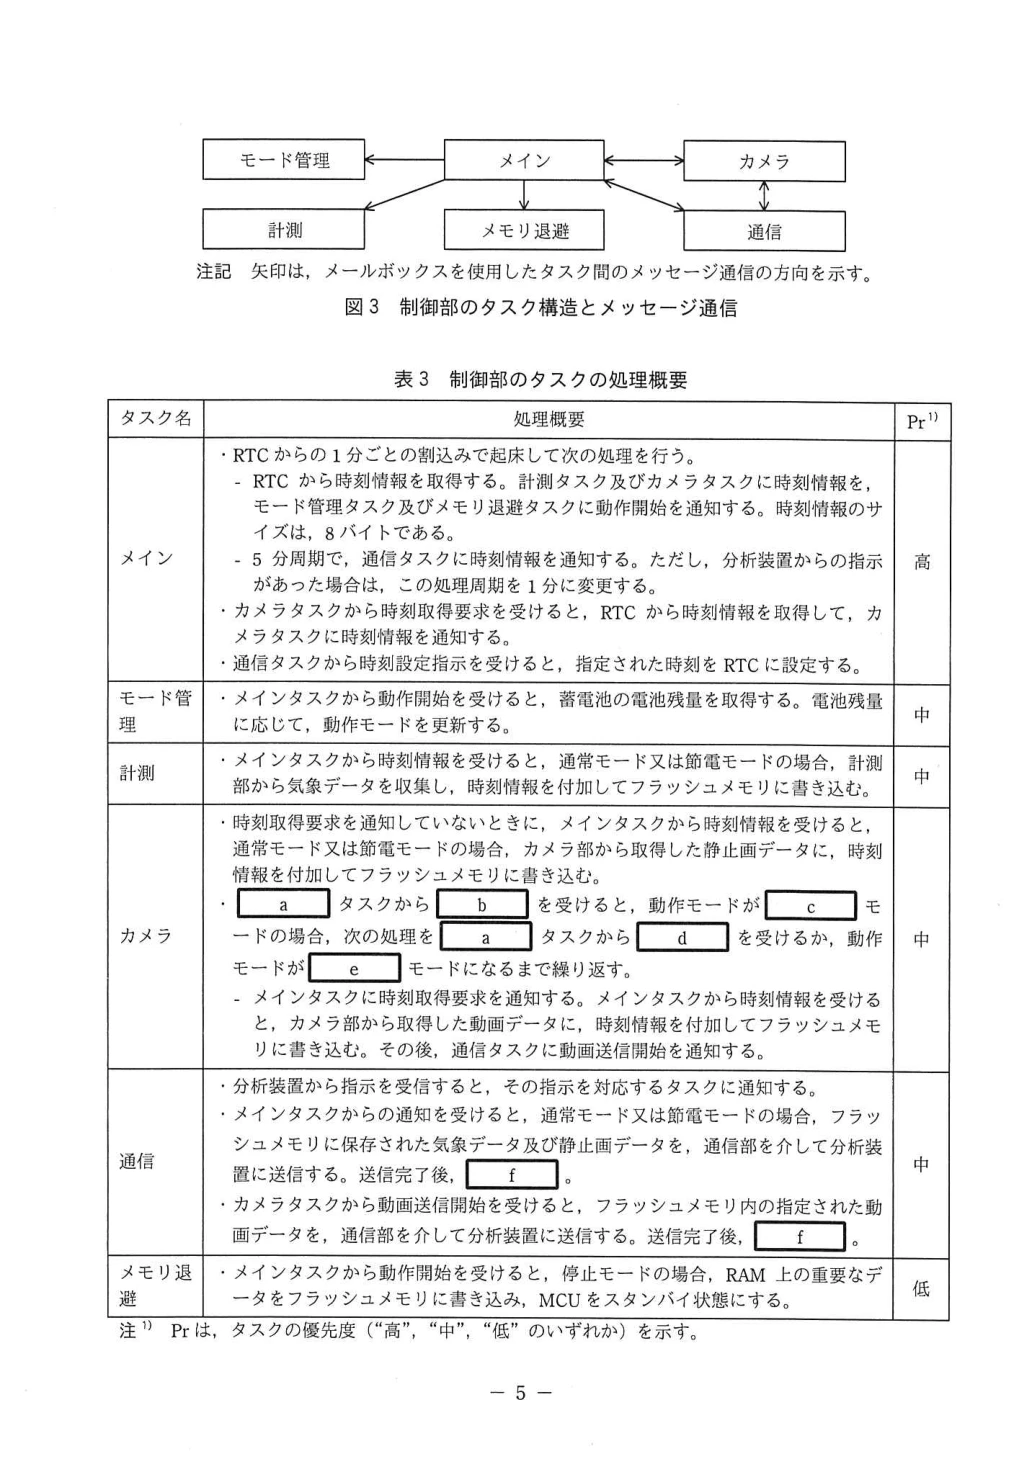 モード管理 メイン カメラ
計測 メモリ退避 通信
注記 矢印は，メールボックスを使用したタスク間のメッセージ通信の方向を示す。
図3 制御部のタスク構造とメッセージ通信
表3 制御部のタスクの処理概要
タスク名 処理概要 Pr¹⁾
・RTC からの 1 分ごとの割込みで起床して次の処理を行う。
- RTC から時刻情報を取得する。計測タスク及びカメラタスクに時刻情報を，
モード管理タスク及びメモリ退避タスクに動作開始を通知する。時刻情報のサ
イズは，8 バイトである。
メイン - 5 分周期で，通信タスクに時刻情報を通知する。ただし，分析装置からの指示 高
があった場合は，この処理周期を 1 分に変更する。
・カメラタスクから時刻取得要求を受けると，RTC から時刻情報を取得して，カ
メラタスクに時刻情報を通知する。
・通信タスクから時刻設定指示を受けると，指定された時刻を RTC に設定する。
モード管 ・メインタスクから動作開始を受けると，蓄電池の電池残量を取得する。電池残量 中
理 に応じて，動作モードを更新する。
計測 ・メインタスクから時刻情報を受けると，通常モード又は節電モードの場合，計測 中
部から気象データを収集し，時刻情報を付加してフラッシュメモリに書き込む。
・時刻取得要求を通知していないときに，メインタスクから時刻情報を受けると，
通常モード又は節電モードの場合，カメラ部から取得した静止画データに，時刻
情報を付加してフラッシュメモリに書き込む。
・ a タスクから b を受けると，動作モードが c モ
カメラ ードの場合，次の処理を a タスクから d を受けるか，動作 中
モードが e モードになるまで繰り返す。
- メインタスクに時刻取得要求を通知する。メインタスクから時刻情報を受ける
と，カメラ部から取得した動画データに，時刻情報を付加してフラッシュメモ
リに書き込む。その後，通信タスクに動画送信開始を通知する。
・分析装置から指示を受信すると，その指示を対応するタスクに通知する。
・メインタスクからの通知を受けると，通常モード又は節電モードの場合，フラッ
シュメモリに保存された気象データ及び静止画データを，通信部を介して分析装
通信 置に送信する。送信完了後， f 。 中
・カメラタスクから動画送信開始を受けると，フラッシュメモリ内の指定された動
画データを，通信部を介して分析装置に送信する。送信完了後， f 。
メモリ退 ・メインタスクから動作開始を受けると，停止モードの場合，RAM 上の重要なデ 低
避 ータをフラッシュメモリに書き込み，MCU をスタンバイ状態にする。
注¹⁾ Pr は，タスクの優先度（“高”，“中”，“低” のいずれか）を示す。
－ 5 －